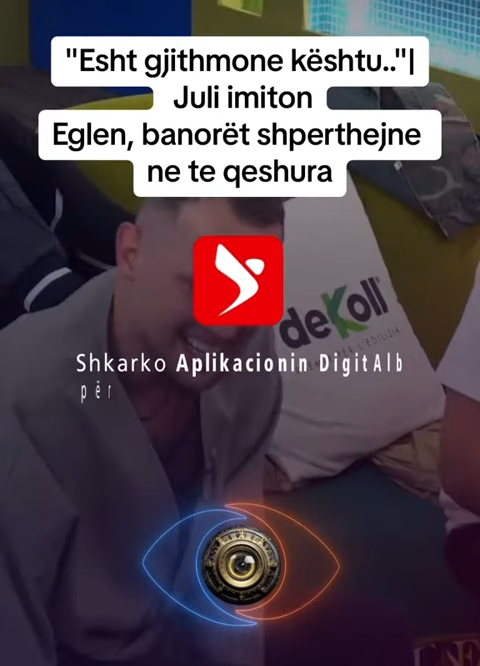 "Esht gjithmone kështu.."|
Juli imiton
Eglen, banorët shperthejne
ne te qeshura
deKoll
Shkarko Aplikacionin DigitAlb
për